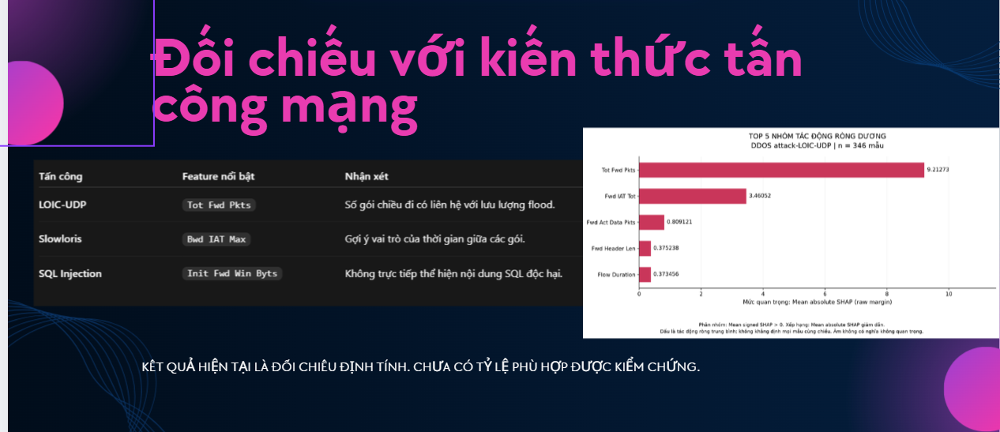 Đối chiếu với kiến thức tấn
công mạng
Tấn công Feature nổi bật Nhận xét
LOIC-UDP Tot Fwd Pkts Số gói chiều đi có liên hệ với lưu lượng flood.
Slowloris Bwd IAT Max Gợi ý vai trò của thời gian giữa các gói.
SQL Injection Init Fwd Win Byts Không trực tiếp thể hiện nội dung SQL độc hại.
TOP 5 NHÓM TÁC ĐỘNG RÒNG DƯƠNG
DDOS attack-LOIC-UDP | n = 346 mẫu
Tot Fwd Pkts 9.21273
Fwd IAT Tot 3.46052
Fwd Act Data Pkts 0.809121
Fwd Header Len 0.375238
Flow Duration 0.373456
0 2 4 6 8 10
Mức quan trọng: Mean absolute SHAP (raw margin)
Phân nhóm: Mean signed SHAP > 0. Xếp hạng: Mean absolute SHAP giảm dần.
Dấu là tác động ròng trung bình; không khẳng định mọi mẫu cùng chiều. Âm không có nghĩa không quan trọng.
KẾT QUẢ HIỆN TẠI LÀ ĐỐI CHIẾU ĐỊNH TÍNH. CHƯA CÓ TỶ LỆ PHÙ HỢP ĐƯỢC KIỂM CHỨNG.